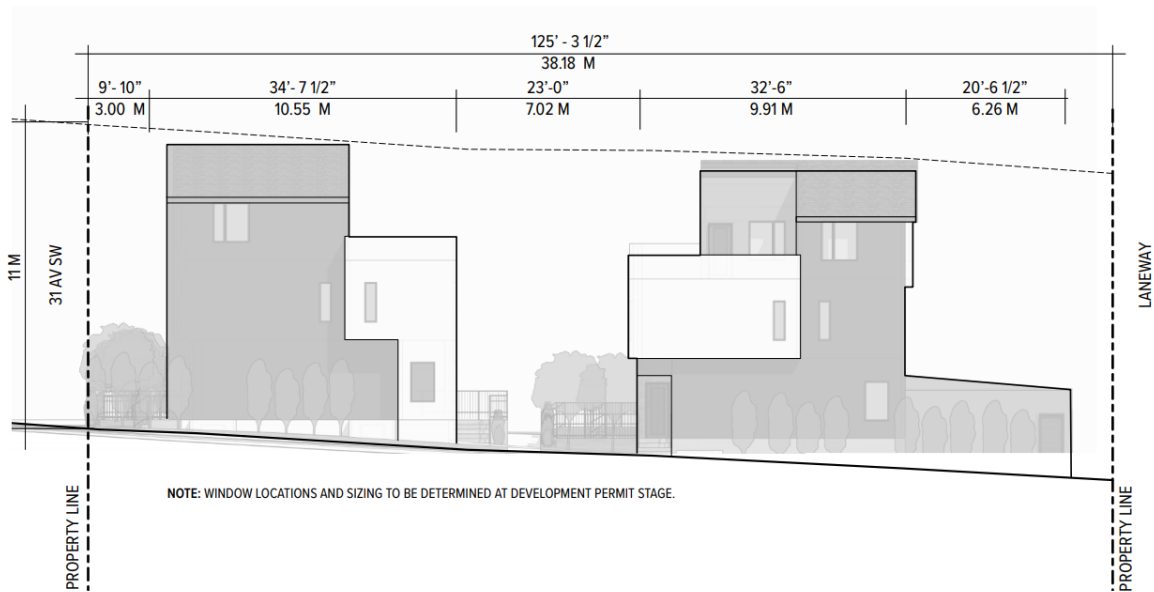 125' - 3 1/2"
38.18 M
9'- 10" 34'- 7 1/2" 23'-0" 32'-6" 20'-6 1/2"
3.00 M 10.55 M 7.02 M 9.91 M 6.26 M
11 M
31 AV SW
LANEWAY
NOTE: WINDOW LOCATIONS AND SIZING TO BE DETERMINED AT DEVELOPMENT PERMIT STAGE.
PROPERTY LINE
PROPERTY LINE